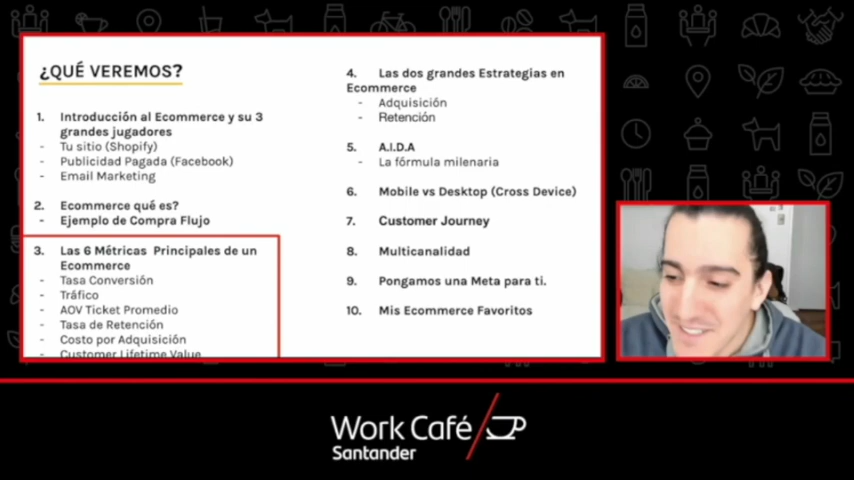 ¿QUÉ VEREMOS?
1. Introducción al Ecommerce y su 3
grandes jugadores
- Tu sitio (Shopify)
- Publicidad Pagada (Facebook)
- Email Marketing
2. Ecommerce qué es?
- Ejemplo de Compra Flujo
3. Las 6 Métricas Principales de un
Ecommerce
- Tasa Conversión
- Tráfico
- AOV Ticket Promedio
- Tasa de Retención
- Costo por Adquisición
- Customer Lifetime Value
4. Las dos grandes Estrategias en
Ecommerce
- Adquisición
- Retención
5. A.I.D.A
- La fórmula milenaria
6. Mobile vs Desktop (Cross Device)
7. Customer Journey
8. Multicanalidad
9. Pongamos una Meta para ti.
10. Mis Ecommerce Favoritos
Work Café
Santander